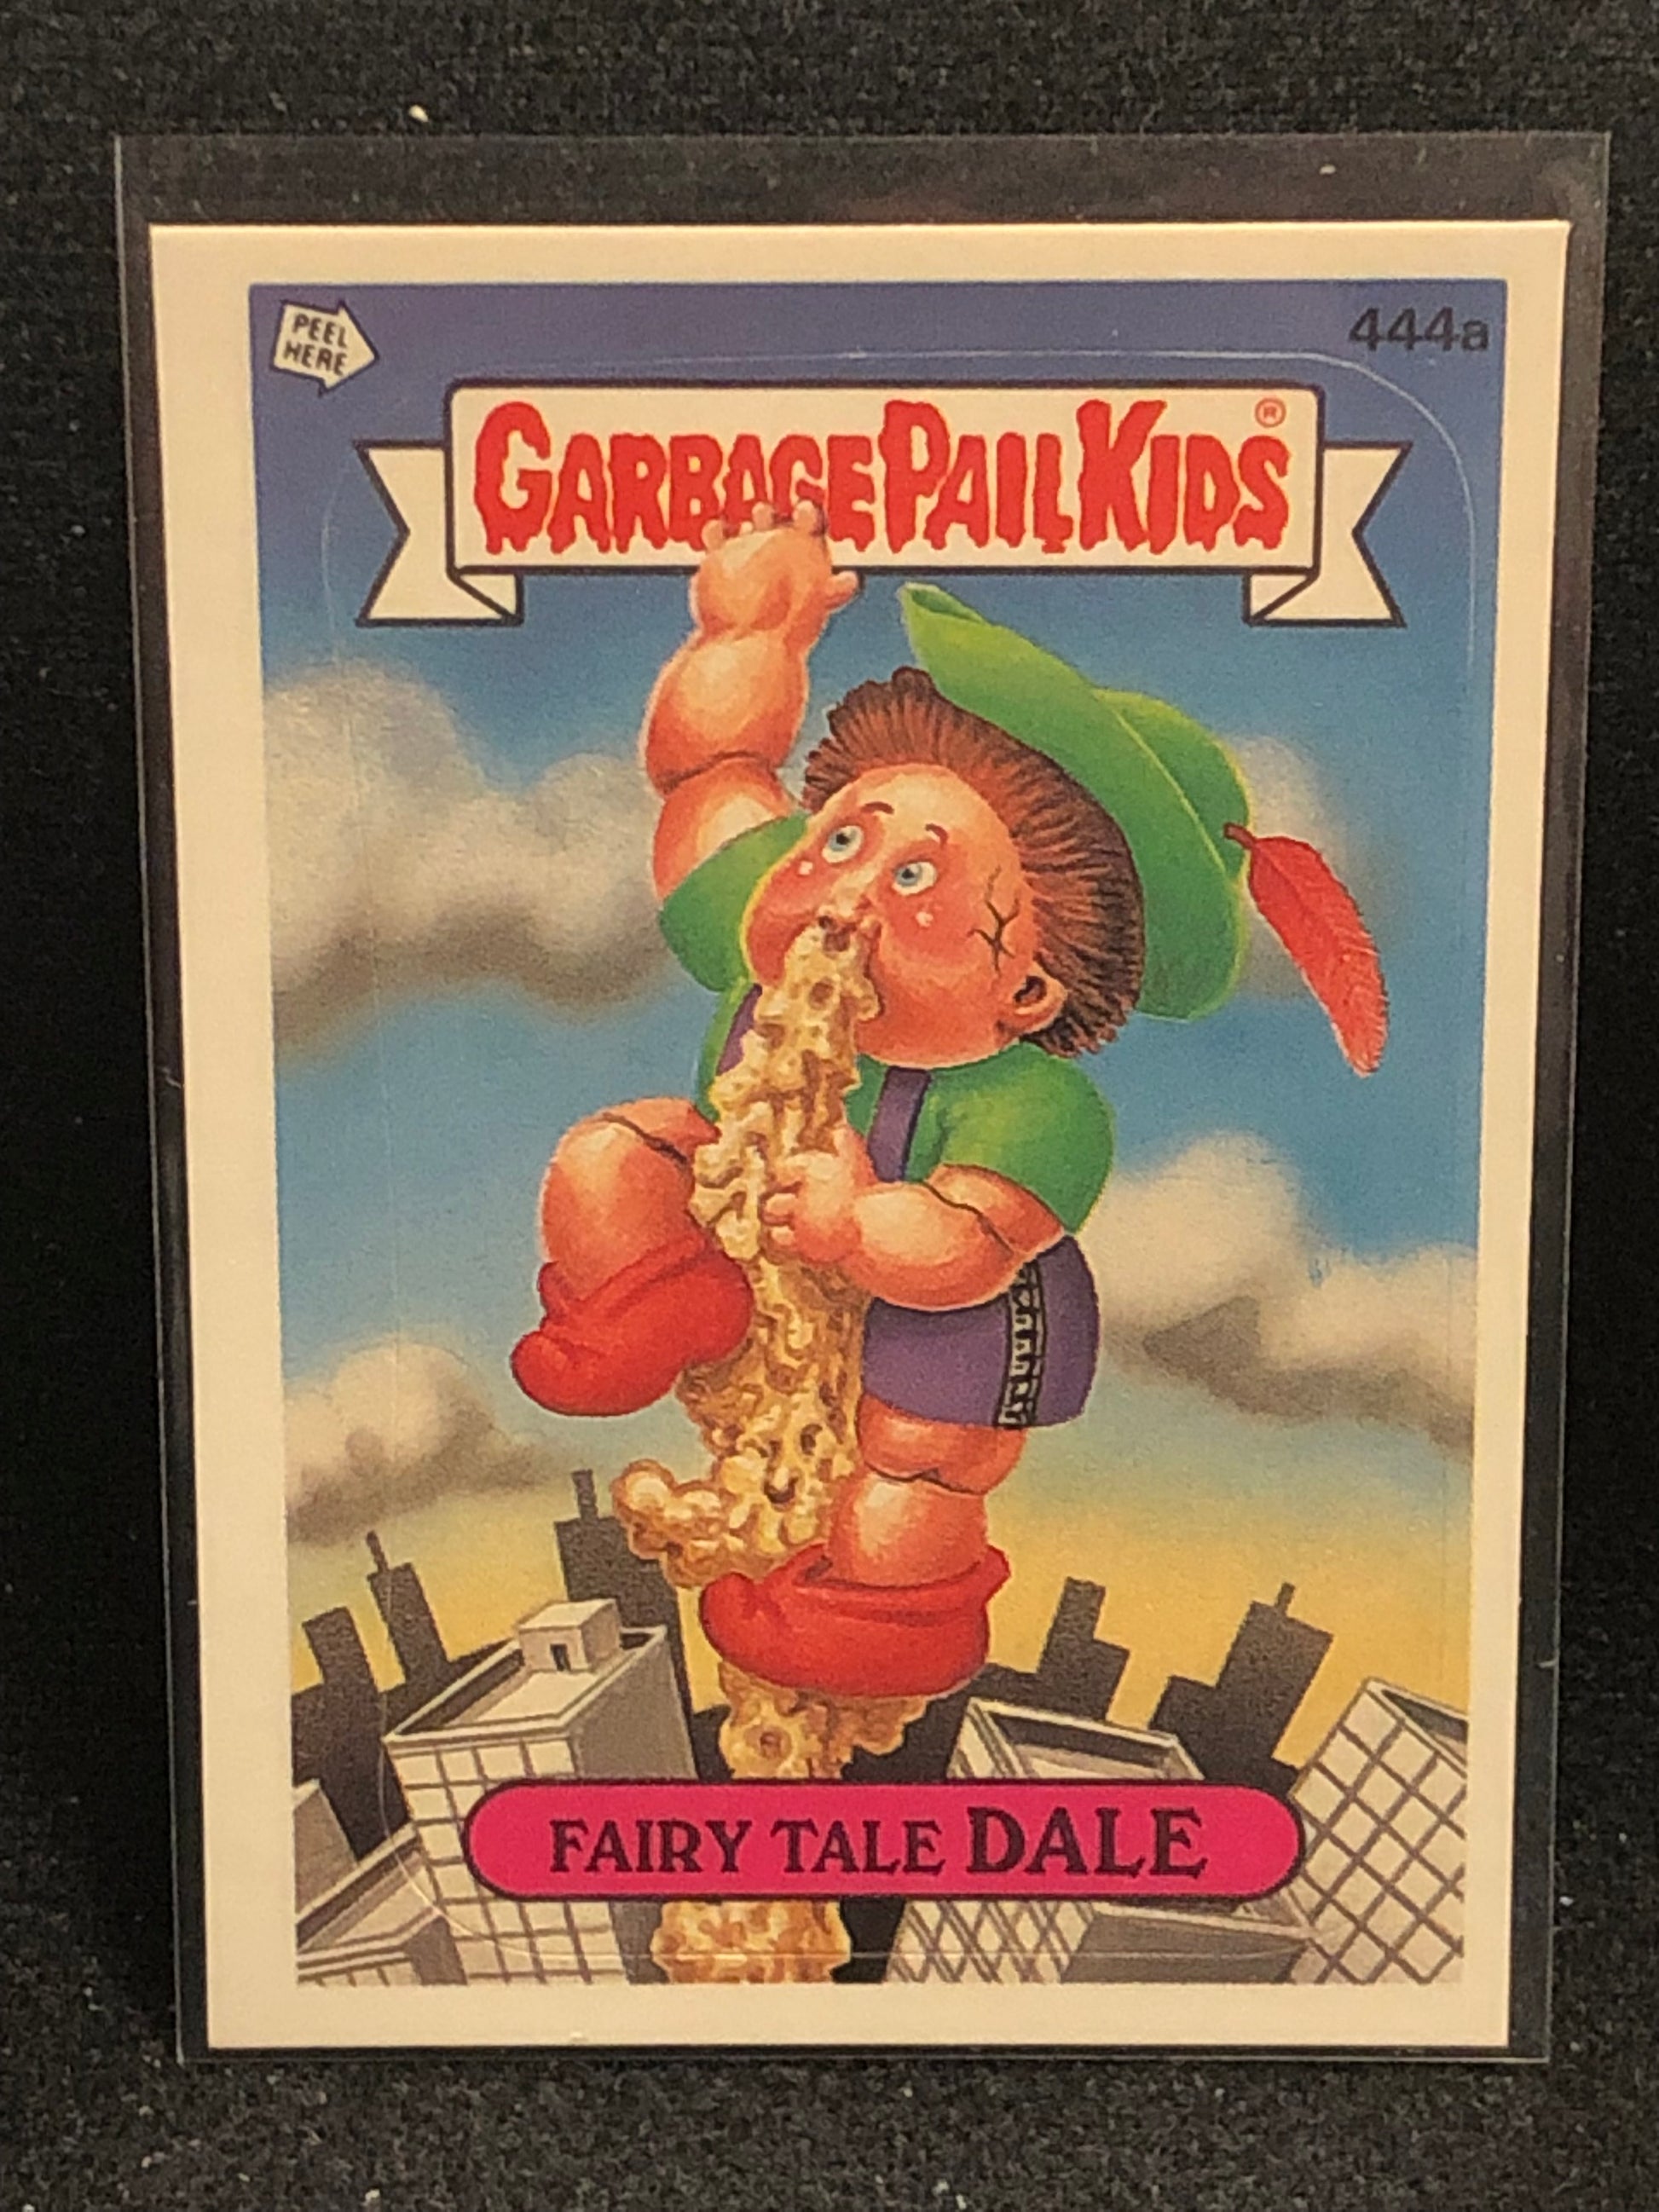 PEEL
HERE
444a
GARBAGE PAIL KIDS®
FAIRY TALE DALE